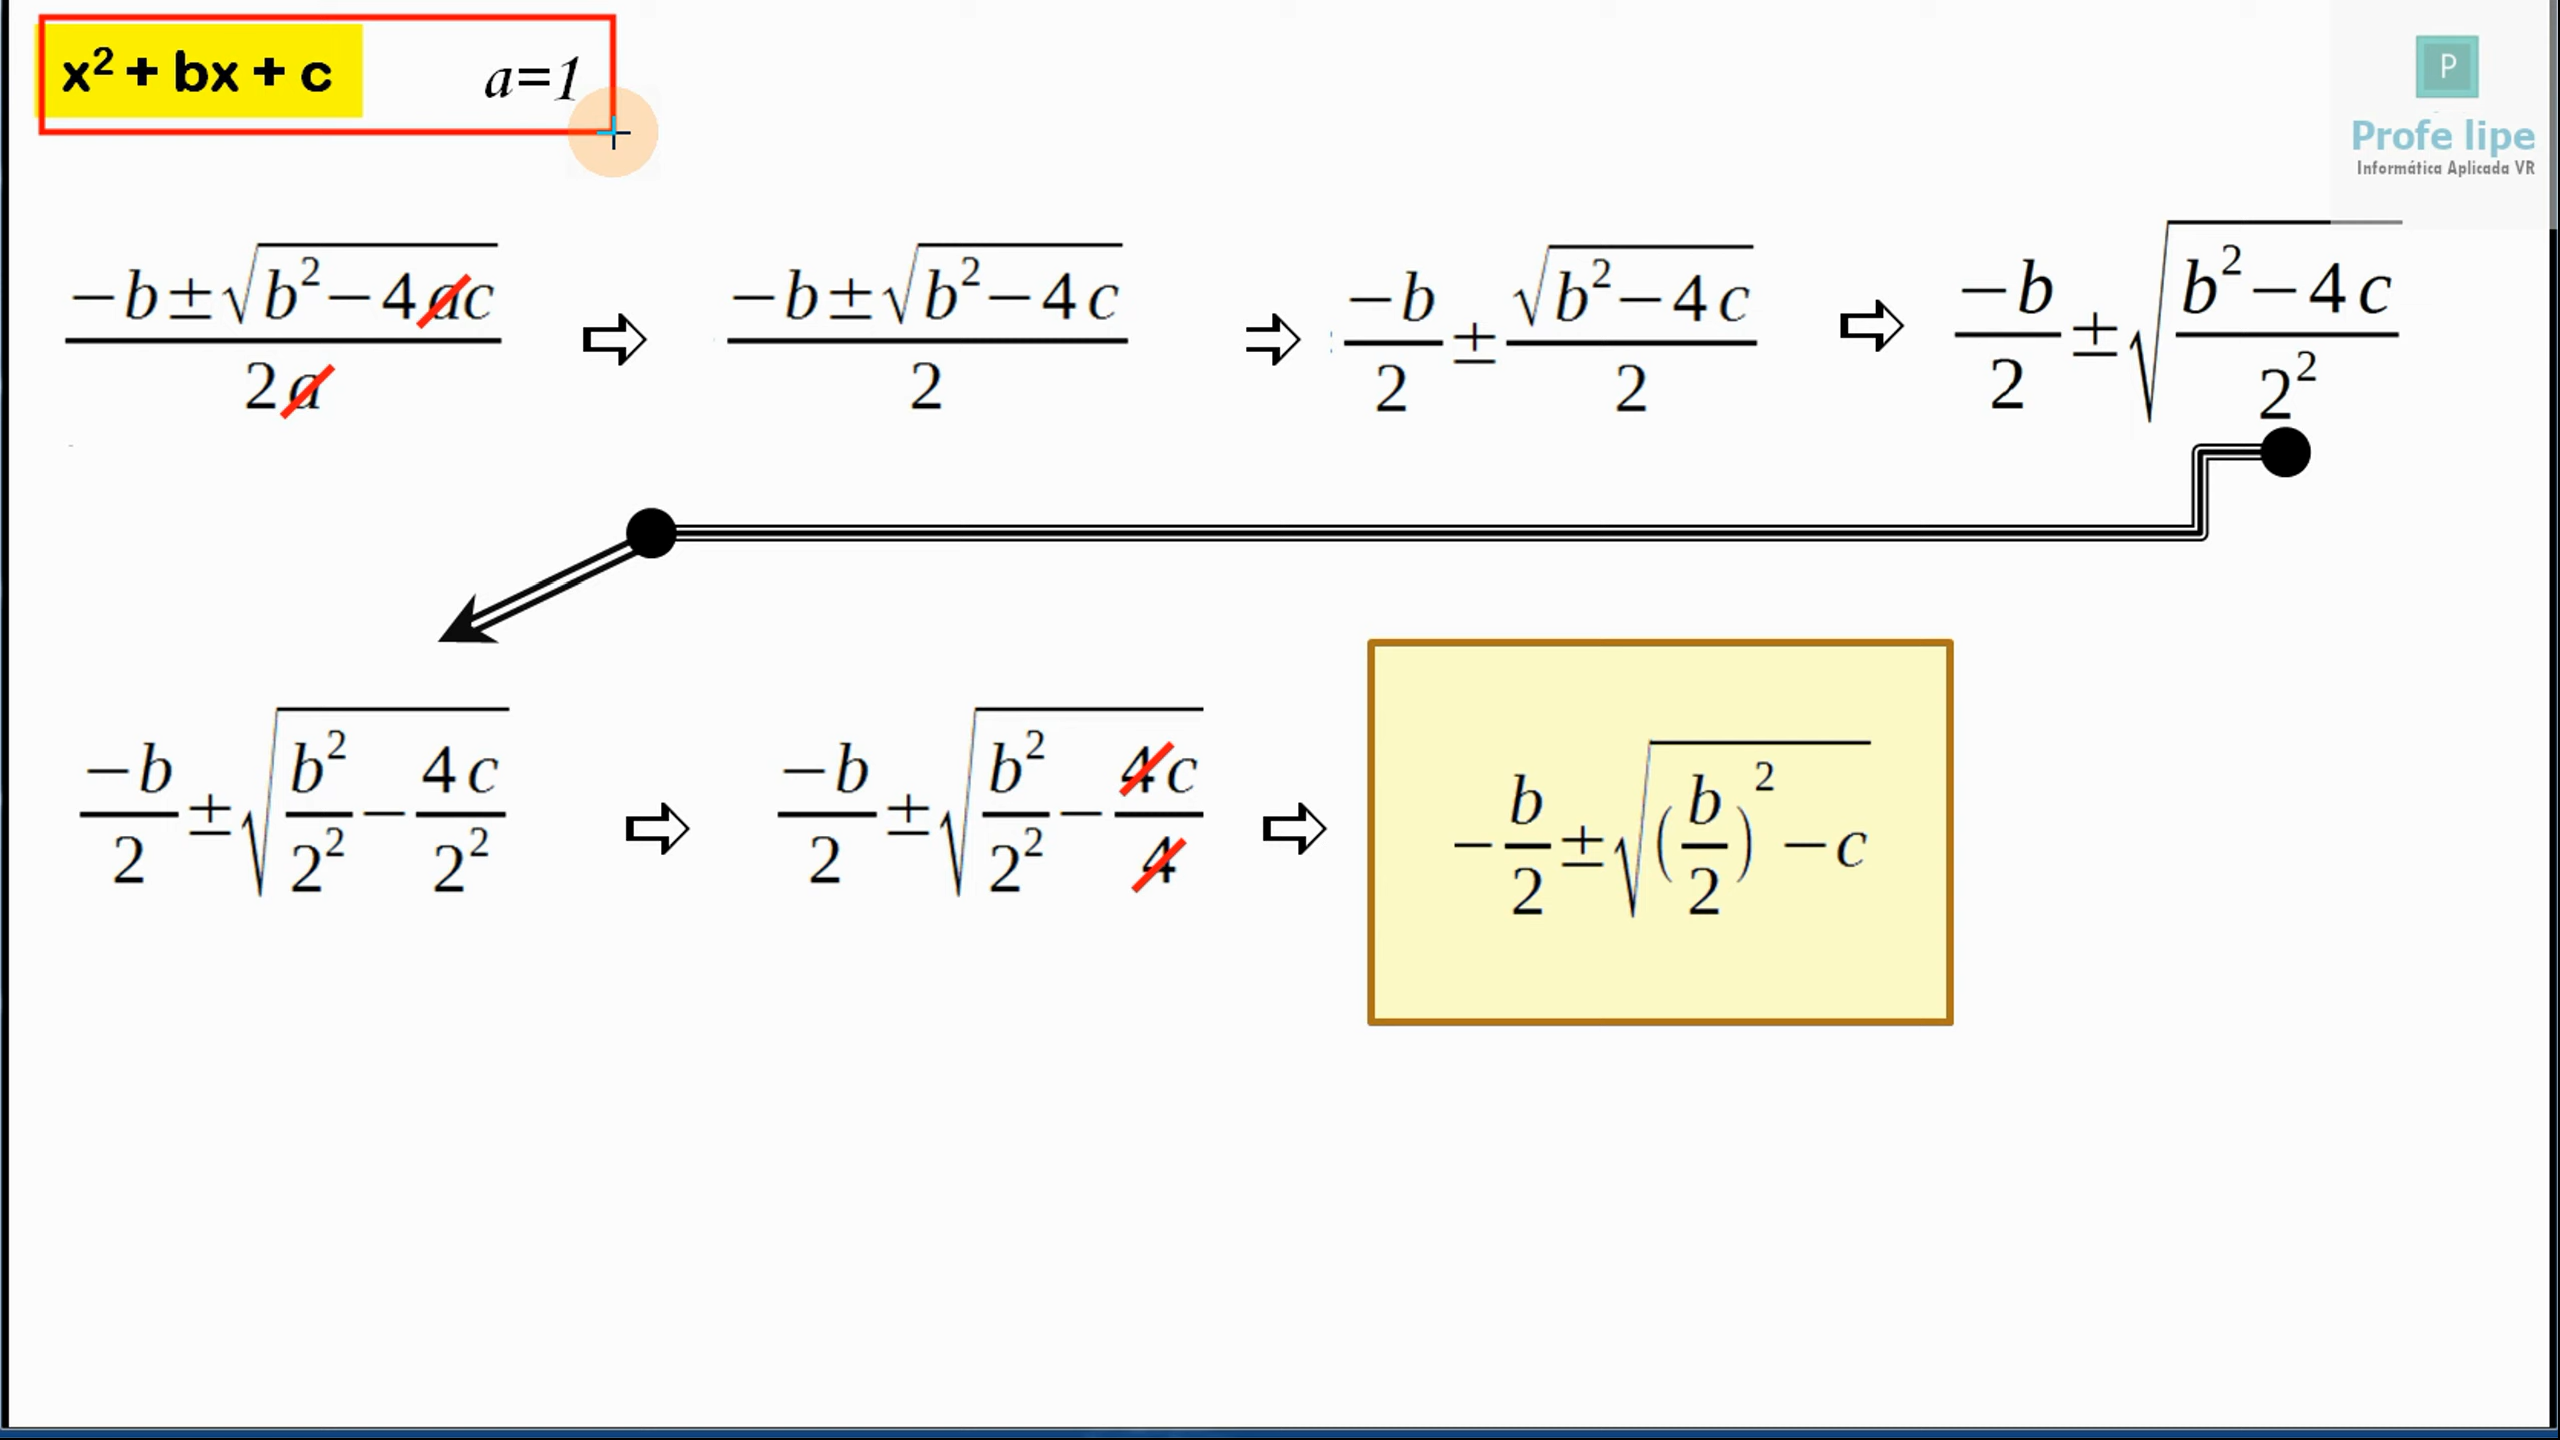 x² + bx + c a=1
P
Profe lipe
Informática Aplicada VR
(−b±√(b²−4ac))/(2a) ⇨ (−b±√(b²−4c))/2 ⇒ −b/2 ± √(b²−4c)/2 ⇨ −b/2 ± √((b²−4c)/2²)
−b/2 ± √(b²/2² − 4c/2²) ⇨ −b/2 ± √(b²/2² − 4c/4) ⇨ −b/2 ± √((b/2)² − c)